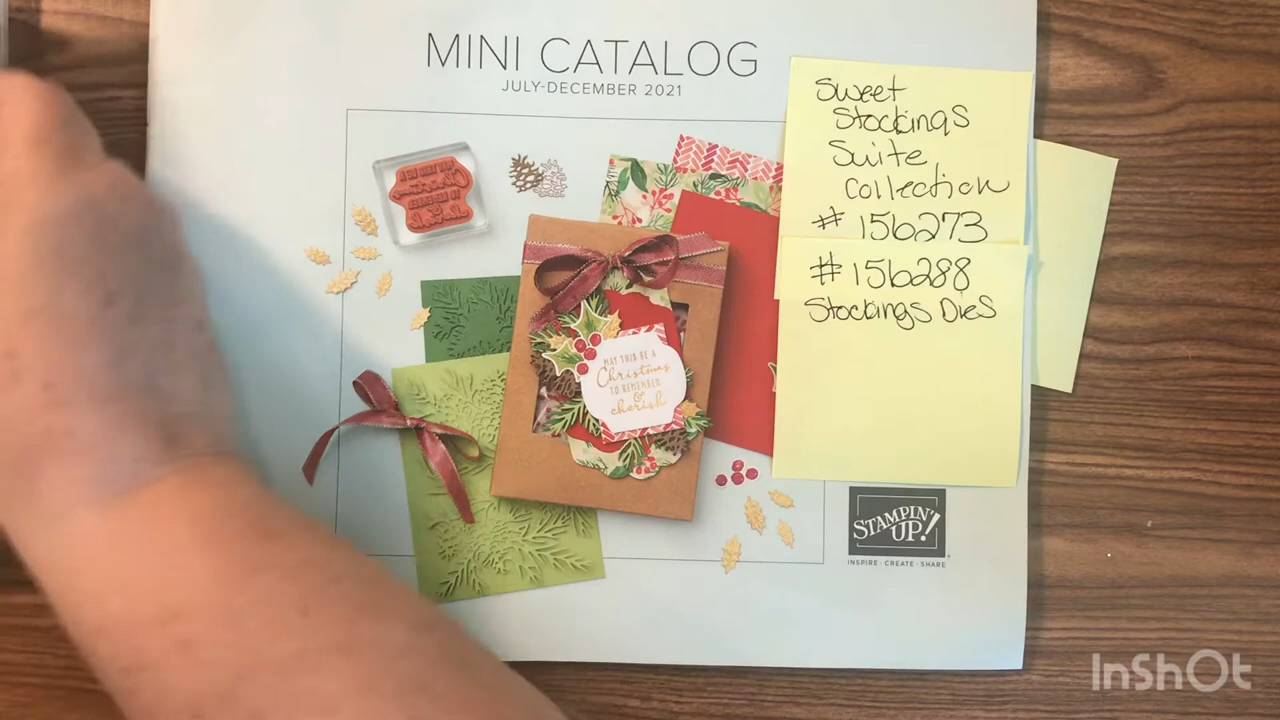 MINI CATALOG
JULY-DECEMBER 2021
Sweet
Stockings
Suite
Collection
# 156273
#156288
Stockings Dies
MAY THIS BE A
Christmas
TO REMEMBER
&
cherish
STAMPIN'
UP!
INSPIRE · CREATE · SHARE
InShOt